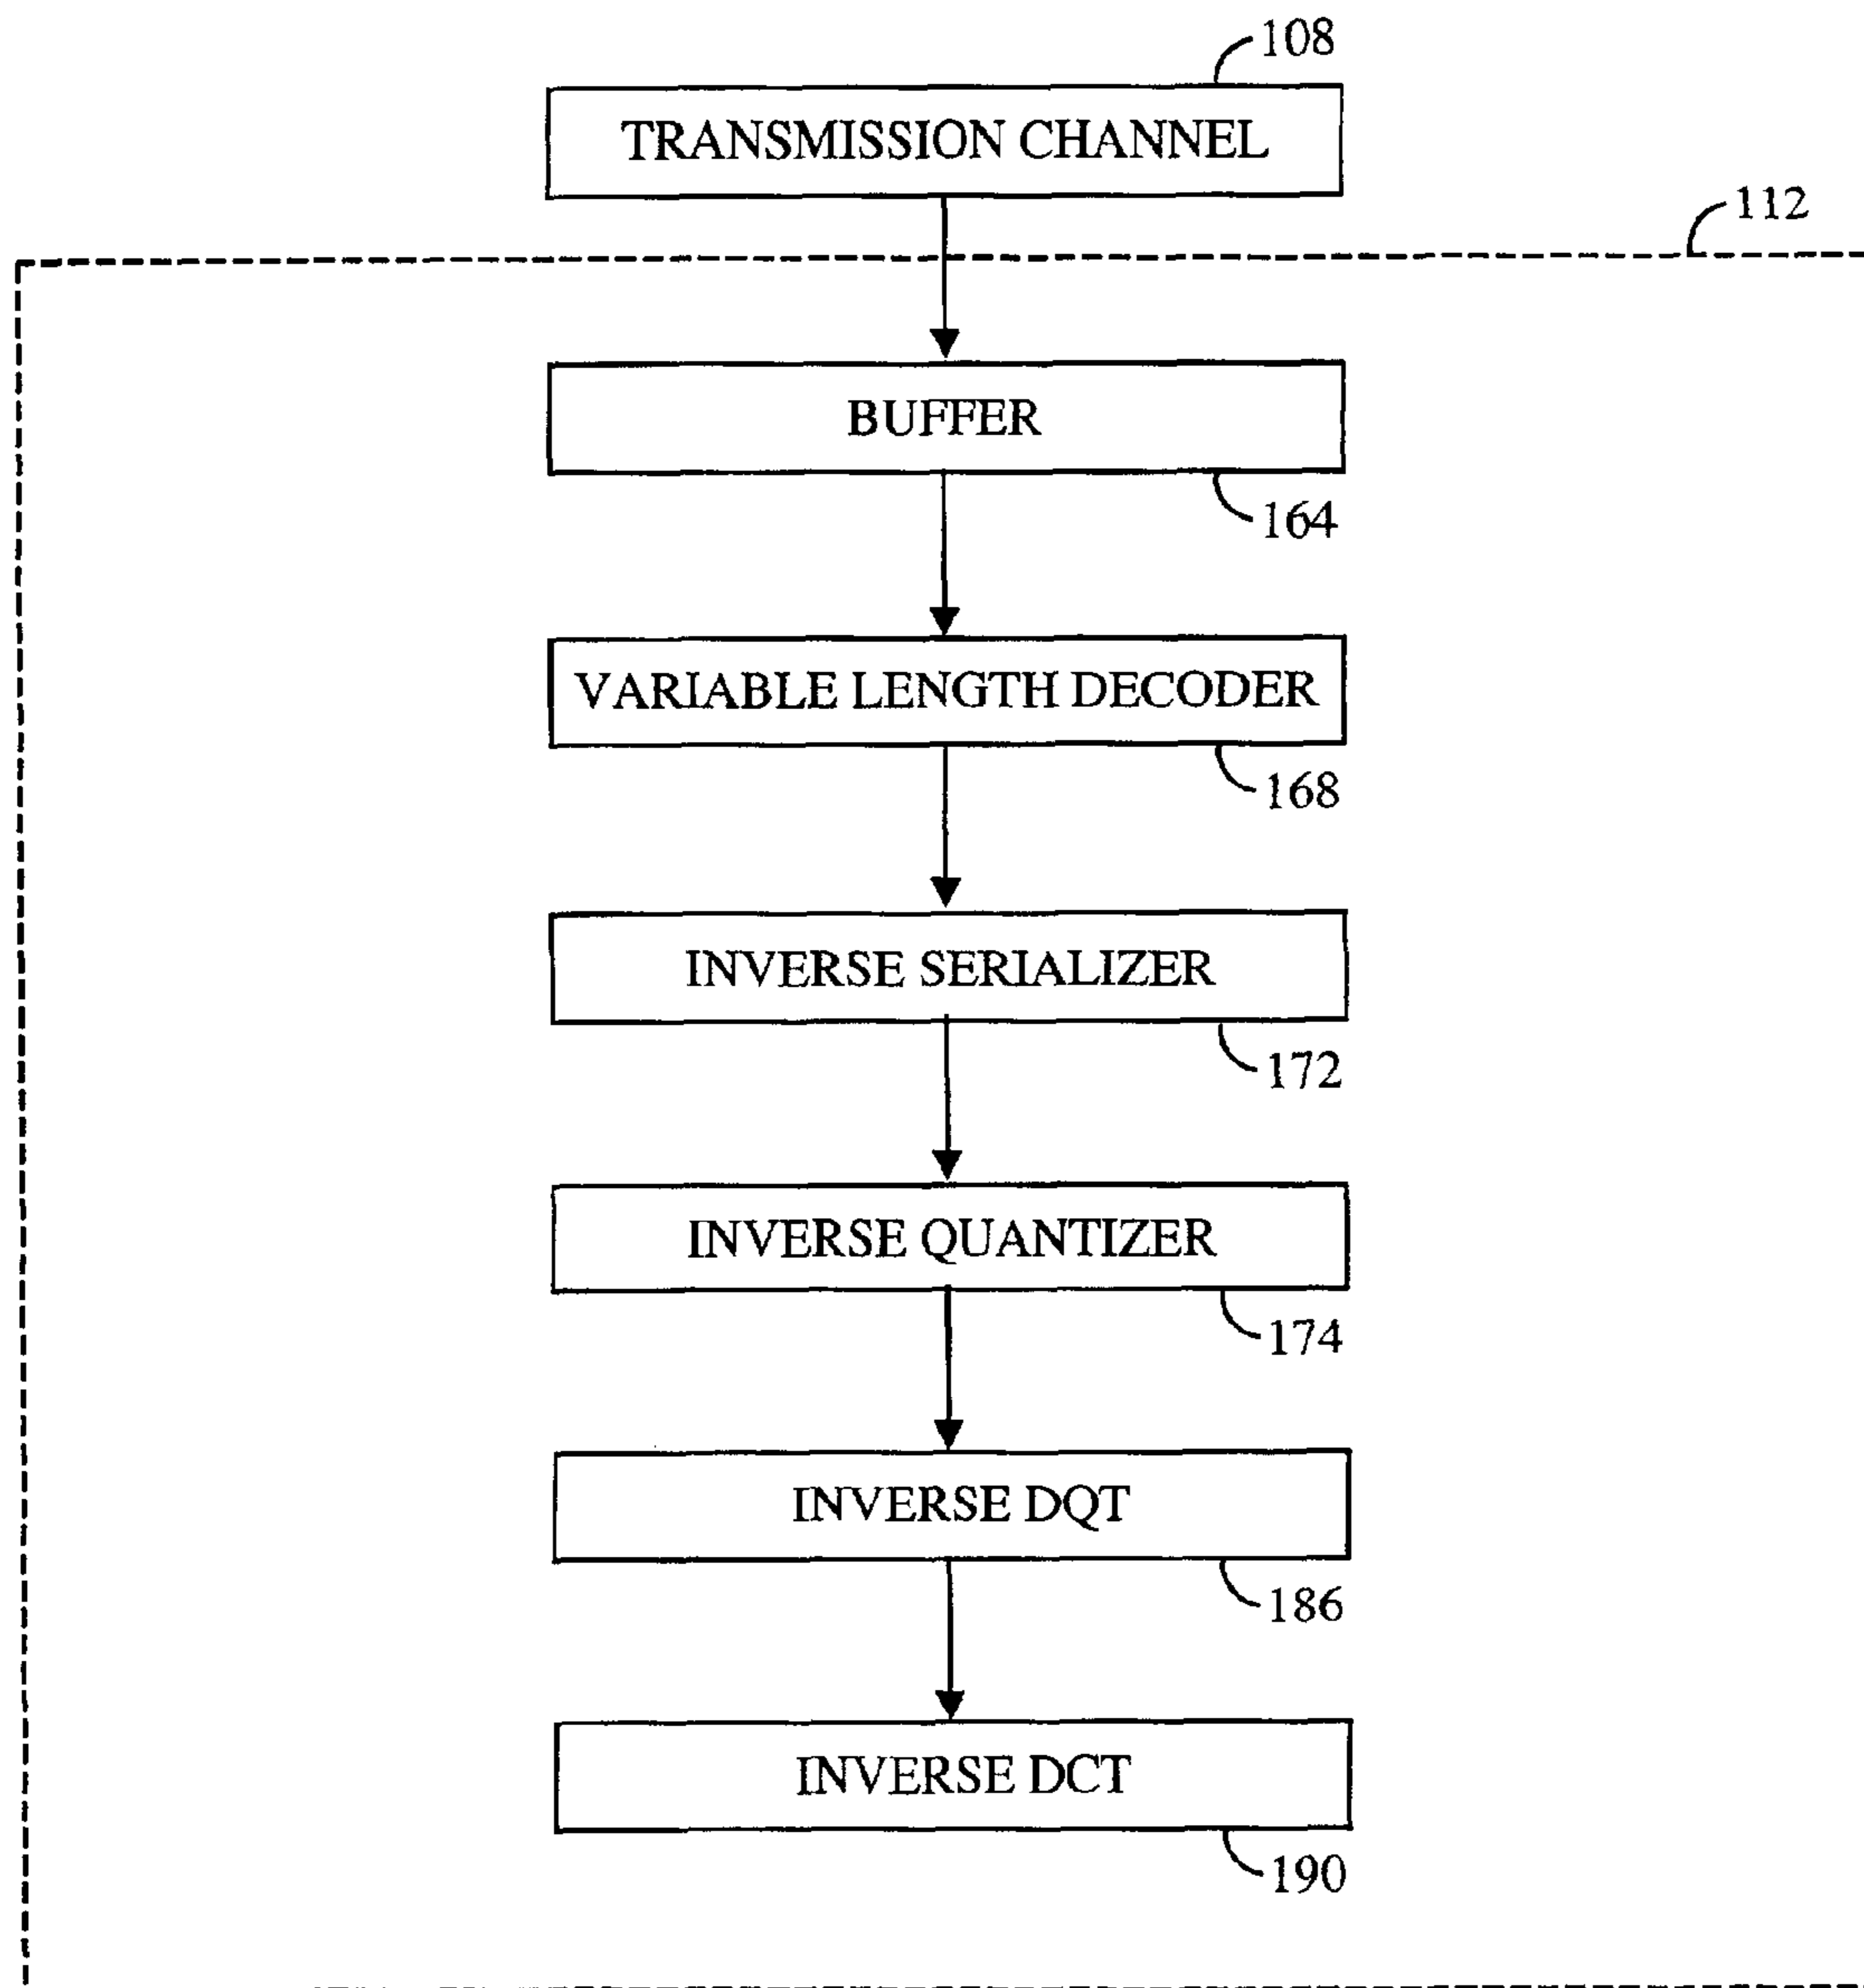 108
TRANSMISSION CHANNEL
112
BUFFER
164
VARIABLE LENGTH DECODER
168
INVERSE SERIALIZER
172
INVERSE QUANTIZER
174
INVERSE DQT
186
INVERSE DCT
190